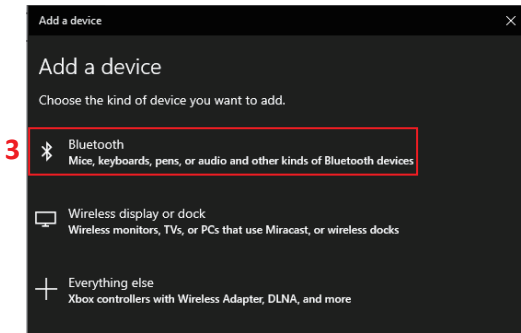 Add a device
Add a device
Choose the kind of device you want to add.
3
Bluetooth
Mice, keyboards, pens, or audio and other kinds of Bluetooth devices
Wireless display or dock
Wireless monitors, TVs, or PCs that use Miracast, or wireless docks
Everything else
Xbox controllers with Wireless Adapter, DLNA, and more